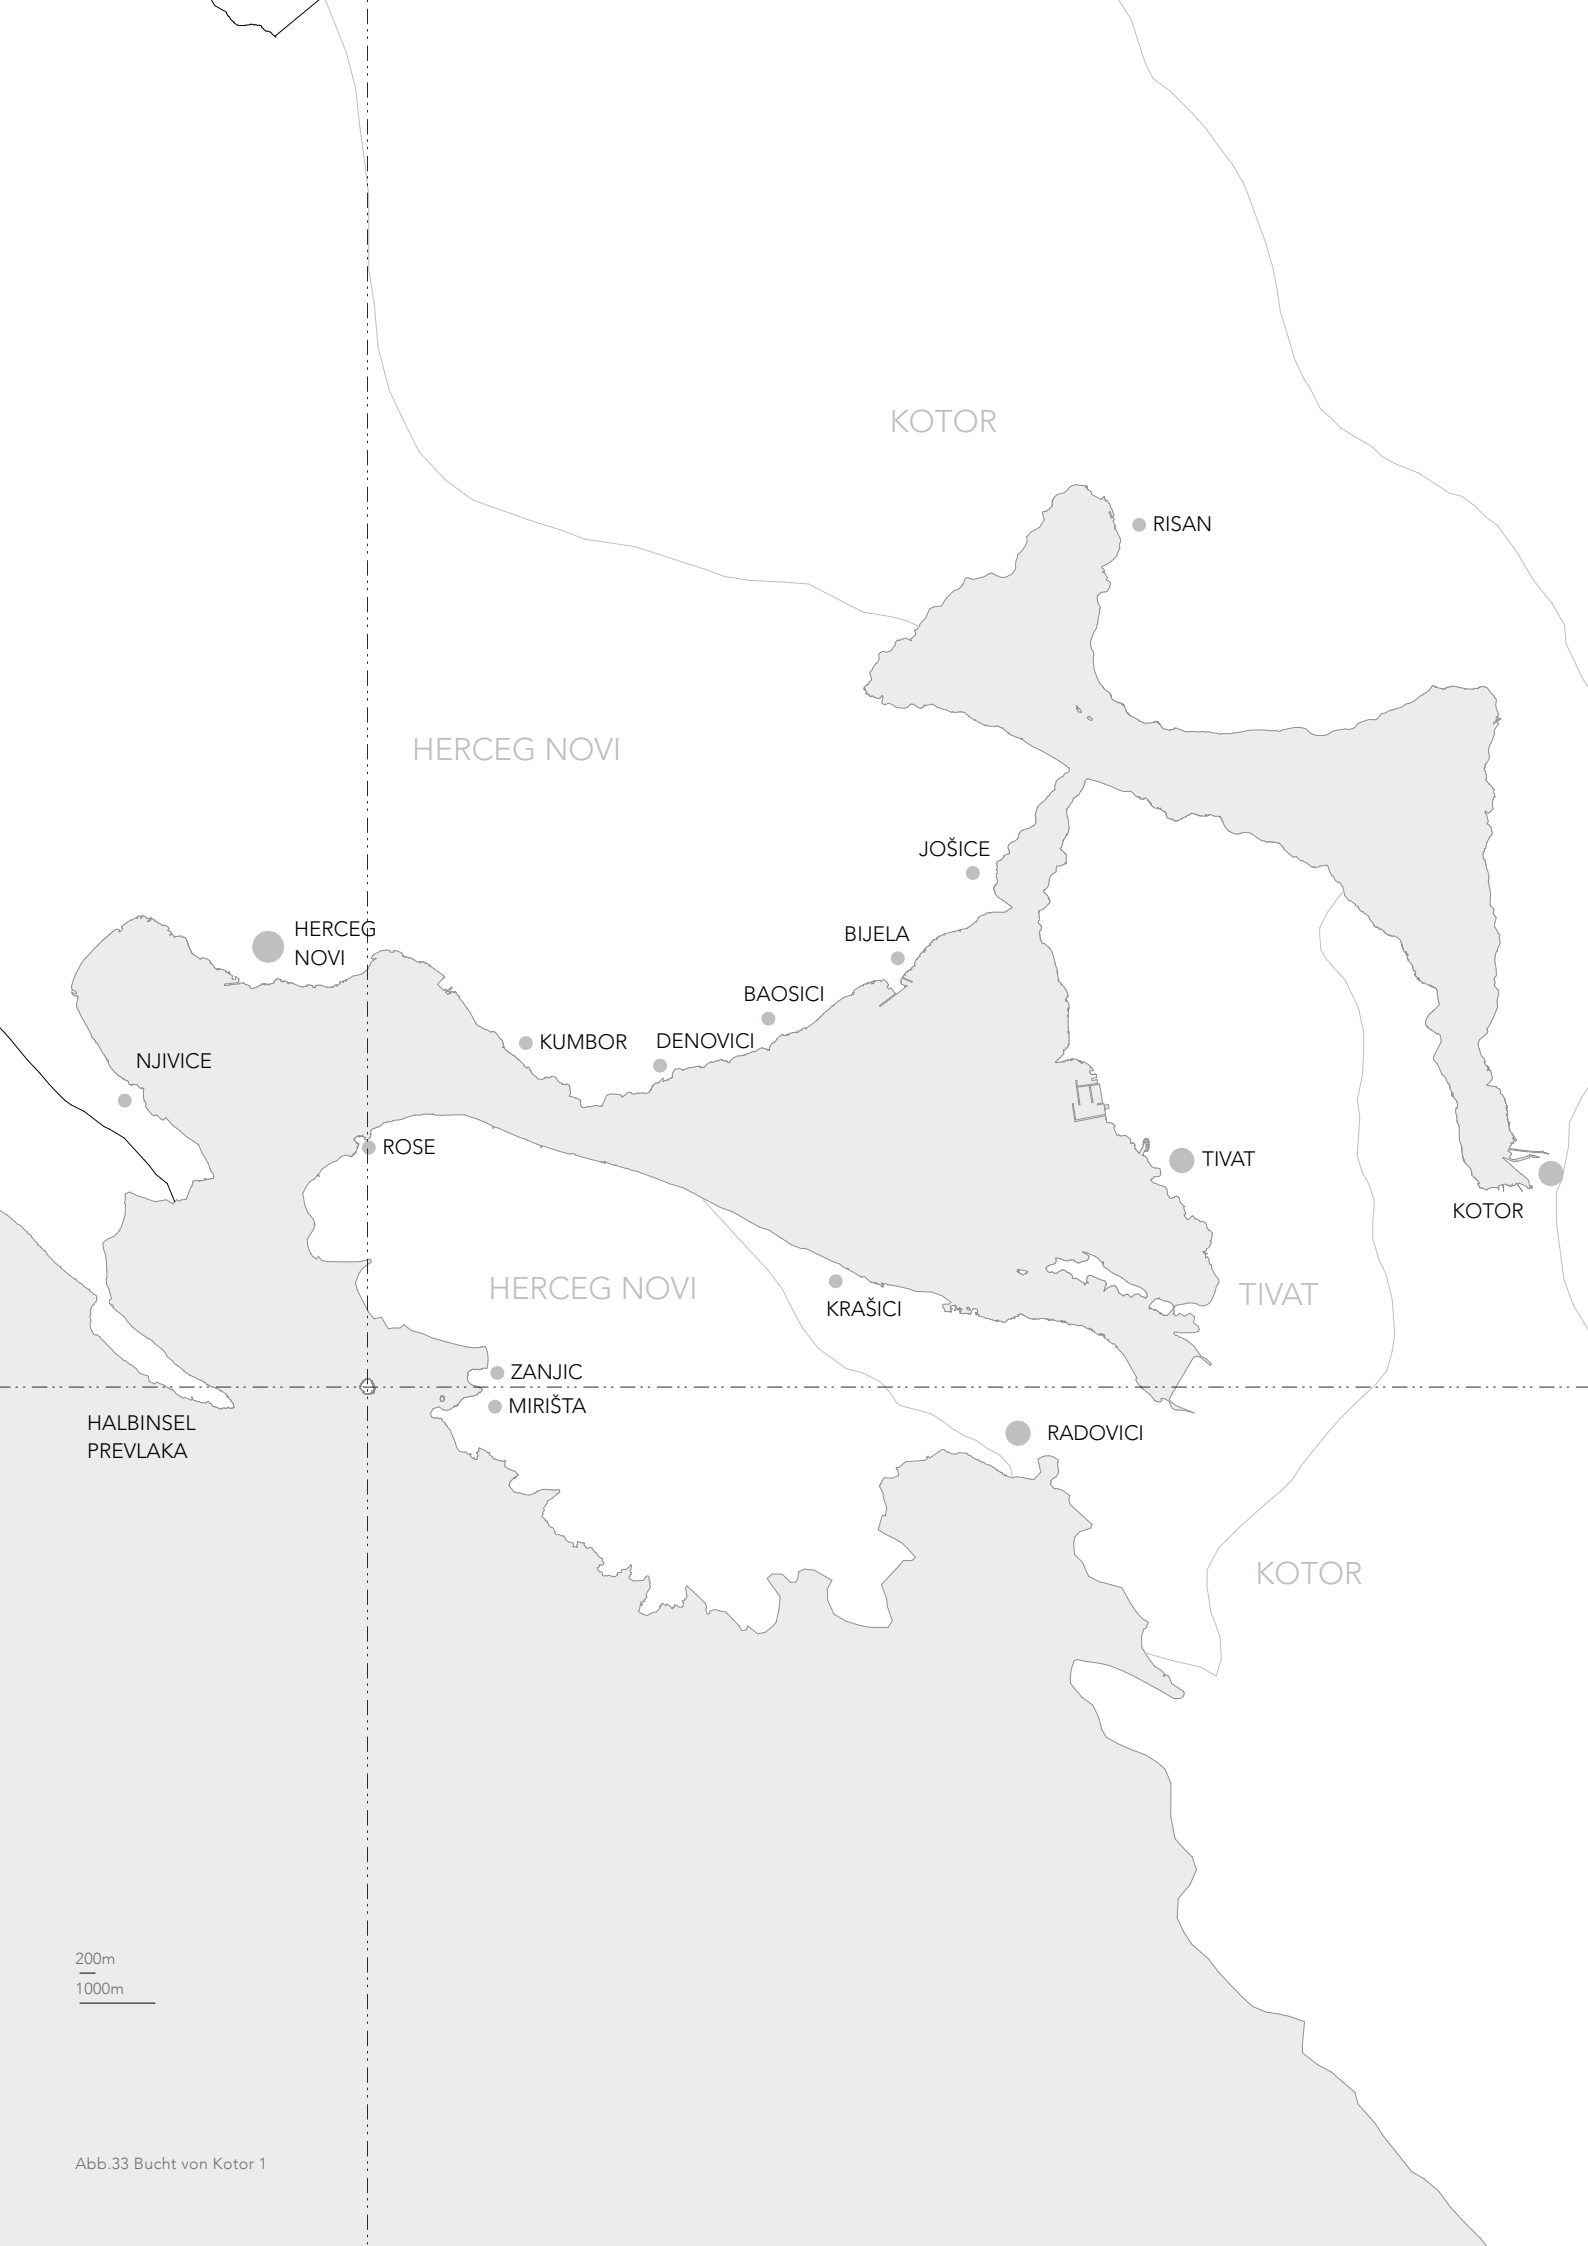 KOTOR
RISAN
HERCEG NOVI
JOŠICE
HERCEG
NOVI
BIJELA
BAOSICI
KUMBOR
DENOVICI
NJIVICE
ROSE
TIVAT
KOTOR
HERCEG NOVI
TIVAT
KRAŠICI
ZANJIC
MIRIŠTA
HALBINSEL
PREVLAKA
RADOVICI
KOTOR
200m
1000m
Abb.33 Bucht von Kotor 1